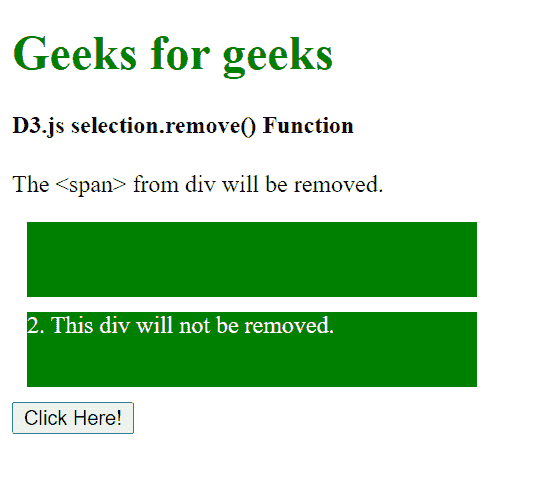 Geeks for geeks
D3.js selection.remove() Function
The <span> from div will be removed.
2. This div will not be removed.
Click Here!